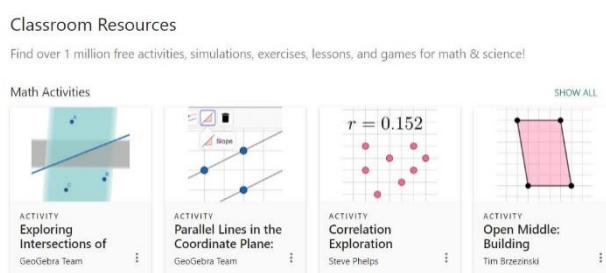 Classroom Resources
Find over 1 million free activities, simulations, exercises, lessons, and games for math & science!
Math Activities
SHOW ALL
Slope
r = 0.152
ACTIVITY
Exploring
Intersections of
GeoGebra Team
ACTIVITY
Parallel Lines in the
Coordinate Plane:
GeoGebra Team
ACTIVITY
Correlation
Exploration
Steve Phelps
ACTIVITY
Open Middle:
Building
Tim Brzezinski